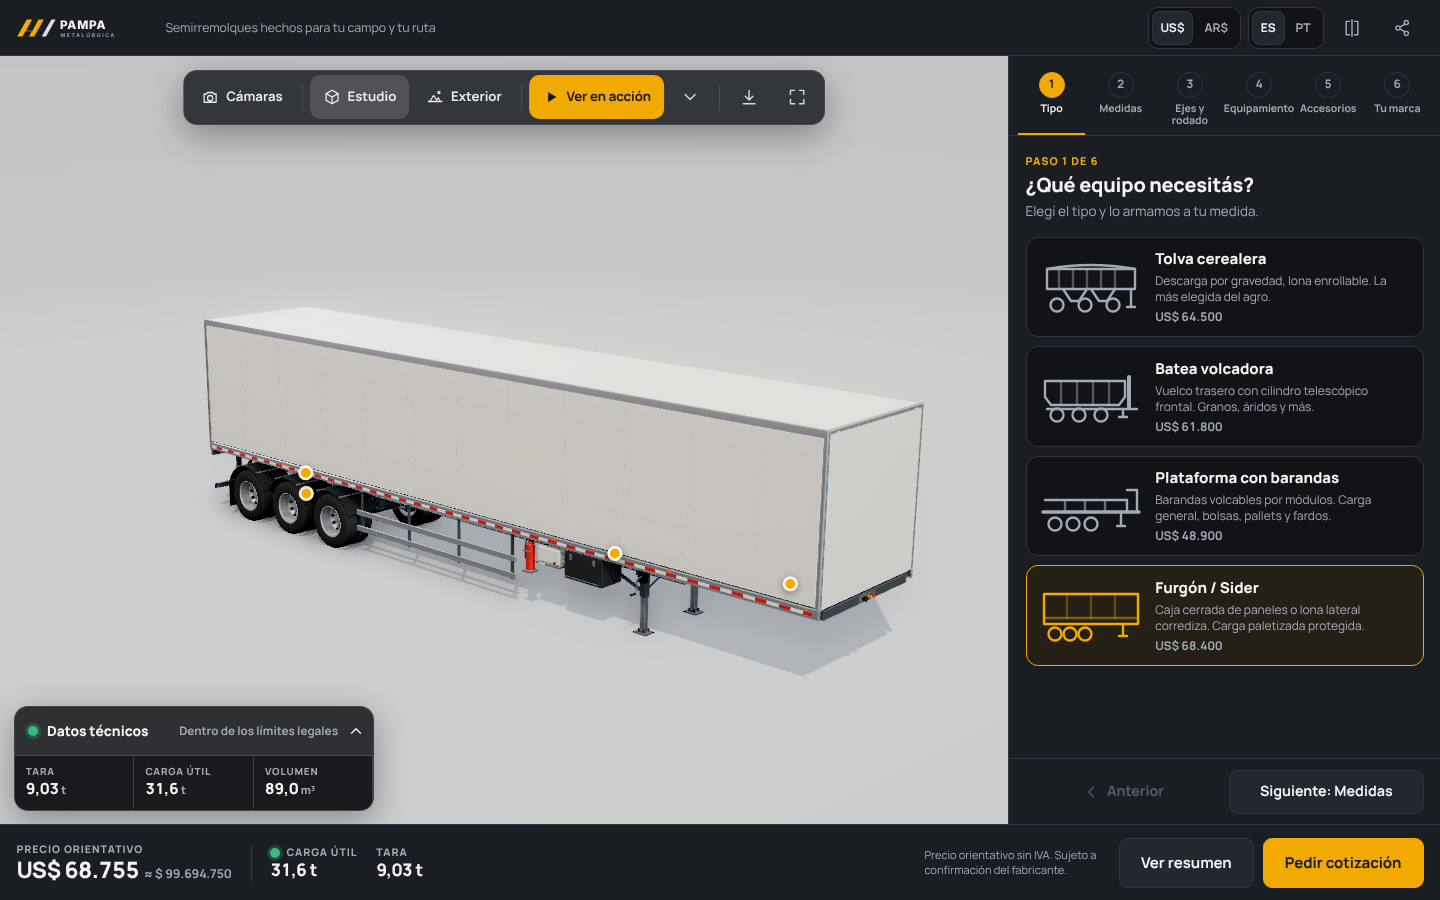 PAMPA
METALÚRGICA
Semirremolques hechos para tu campo y tu ruta
US$ AR$
ES PT
Cámaras
Estudio
Exterior
Ver en acción
1 2 3 4 5 6
Tipo
Medidas
Ejes y
rodado
Equipamiento
Accesorios
Tu marca
PASO 1 DE 6
¿Qué equipo necesitás?
Elegí el tipo y lo armamos a tu medida.
Tolva cerealera
Descarga por gravedad, lona enrollable. La
más elegida del agro.
US$ 64.500
Batea volcadora
Vuelco trasero con cilindro telescópico
frontal. Granos, áridos y más.
US$ 61.800
Plataforma con barandas
Barandas volcables por módulos. Carga
general, bolsas, pallets y fardos.
US$ 48.900
Furgón / Sider
Caja cerrada de paneles o lona lateral
corrediza. Carga paletizada protegida.
US$ 68.400
Anterior
Siguiente: Medidas
Datos técnicos
Dentro de los límites legales
TARA
9,03 t
CARGA ÚTIL
31,6 t
VOLUMEN
89,0 m³
PRECIO ORIENTATIVO
US$ 68.755 ≈ $ 99.694.750
CARGA ÚTIL
31,6 t
TARA
9,03 t
Precio orientativo sin IVA. Sujeto a
confirmación del fabricante.
Ver resumen
Pedir cotización